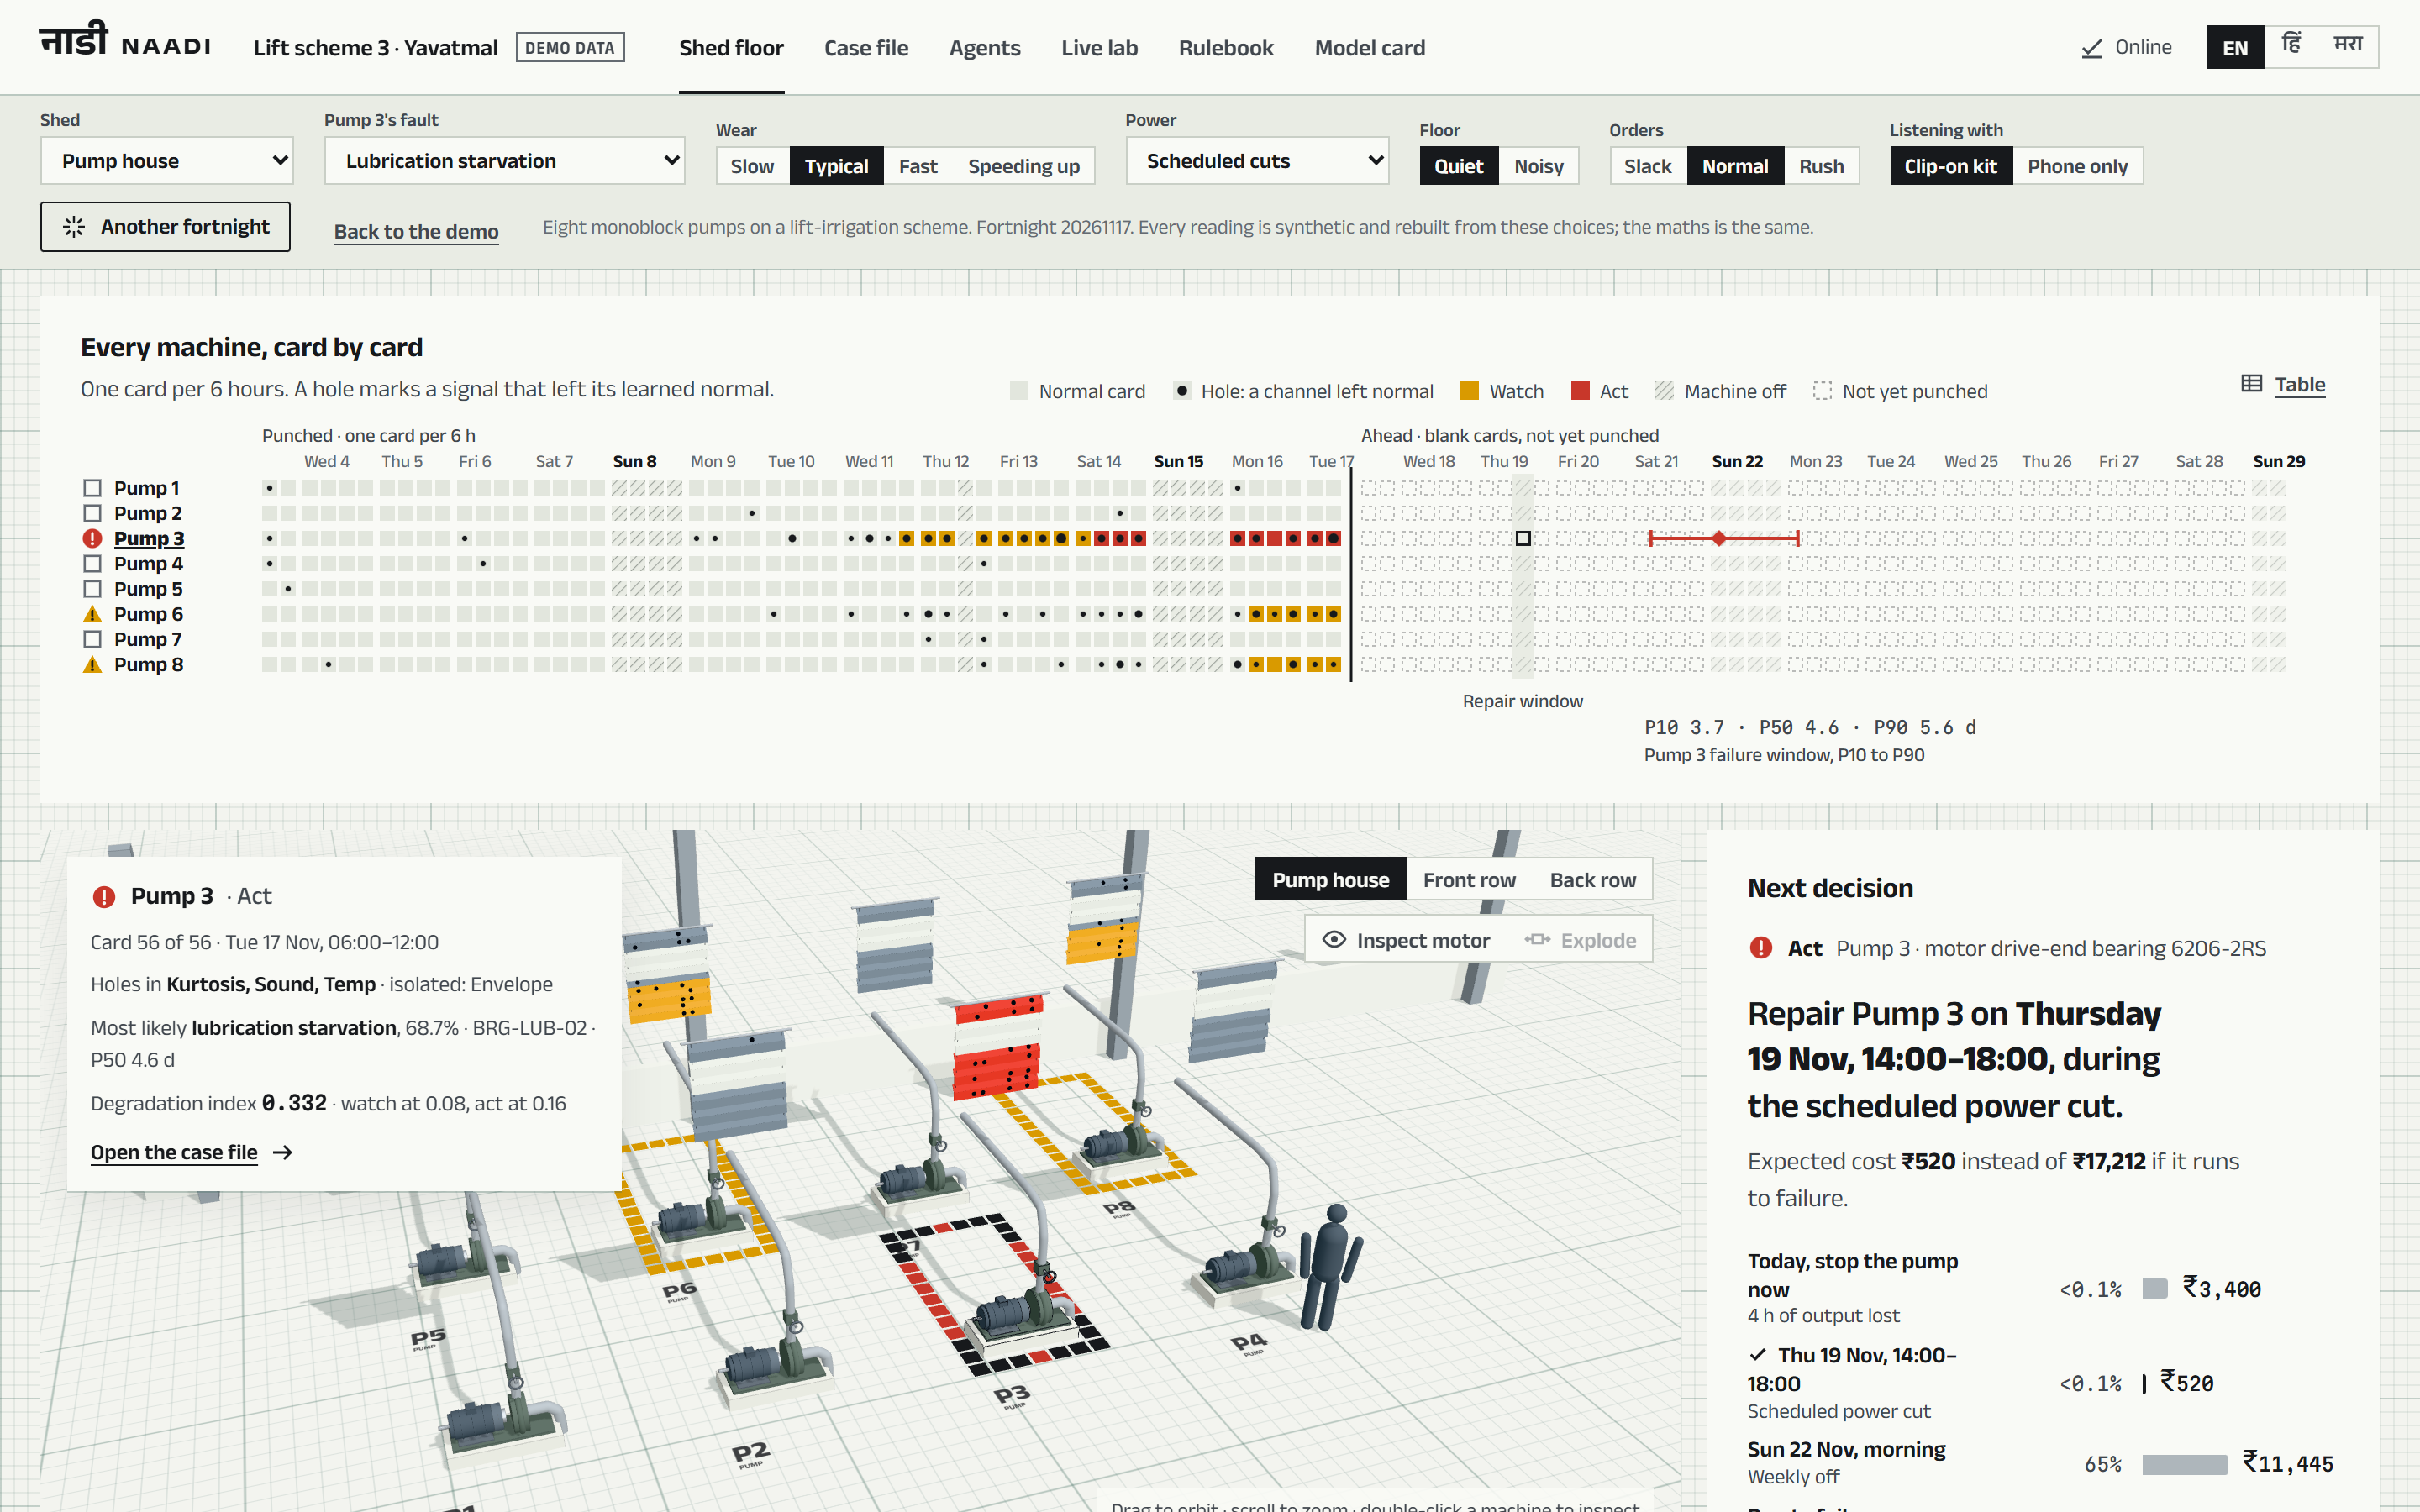 नाडी NAADI
Lift scheme 3 · Yavatmal
DEMO DATA
Shed floor
Case file
Agents
Live lab
Rulebook
Model card
Online
EN
हिं
मरा
Shed
Pump house
Pump 3's fault
Lubrication starvation
Wear
Slow
Typical
Fast
Speeding up
Power
Scheduled cuts
Floor
Quiet
Noisy
Orders
Slack
Normal
Rush
Listening with
Clip-on kit
Phone only
Another fortnight
Back to the demo
Eight monoblock pumps on a lift-irrigation scheme. Fortnight 20261117. Every reading is synthetic and rebuilt from these choices; the maths is the same.
Every machine, card by card
One card per 6 hours. A hole marks a signal that left its learned normal.
Normal card
Hole: a channel left normal
Watch
Act
Machine off
Not yet punched
Table
Punched · one card per 6 h
Ahead · blank cards, not yet punched
Wed 4 Thu 5 Fri 6 Sat 7 Sun 8 Mon 9 Tue 10 Wed 11 Thu 12 Fri 13 Sat 14 Sun 15 Mon 16 Tue 17 Wed 18 Thu 19 Fri 20 Sat 21 Sun 22 Mon 23 Tue 24 Wed 25 Thu 26 Fri 27 Sat 28 Sun 29
Pump 1
Pump 2
Pump 3
Pump 4
Pump 5
Pump 6
Pump 7
Pump 8
Repair window
P10 3.7 · P50 4.6 · P90 5.6 d
Pump 3 failure window, P10 to P90
Pump 3 · Act
Card 56 of 56 · Tue 17 Nov, 06:00–12:00
Holes in Kurtosis, Sound, Temp · isolated: Envelope
Most likely lubrication starvation, 68.7% · BRG-LUB-02 ·
P50 4.6 d
Degradation index 0.332 · watch at 0.08, act at 0.16
Open the case file
Pump house
Front row
Back row
Inspect motor
Explode
P8
PUMP
P6
PUMP
P5
PUMP
P4
PUMP
P3
PUMP
P2
PUMP
Drag to orbit · scroll to zoom · double-click a machine to inspect
Next decision
Act Pump 3 · motor drive-end bearing 6206-2RS
Repair Pump 3 on Thursday
19 Nov, 14:00–18:00, during
the scheduled power cut.
Expected cost ₹520 instead of ₹17,212 if it runs
to failure.
Today, stop the pump
now
4 h of output lost
<0.1%
₹3,400
Thu 19 Nov, 14:00–
18:00
Scheduled power cut
<0.1%
₹520
Sun 22 Nov, morning
Weekly off
65%
₹11,445